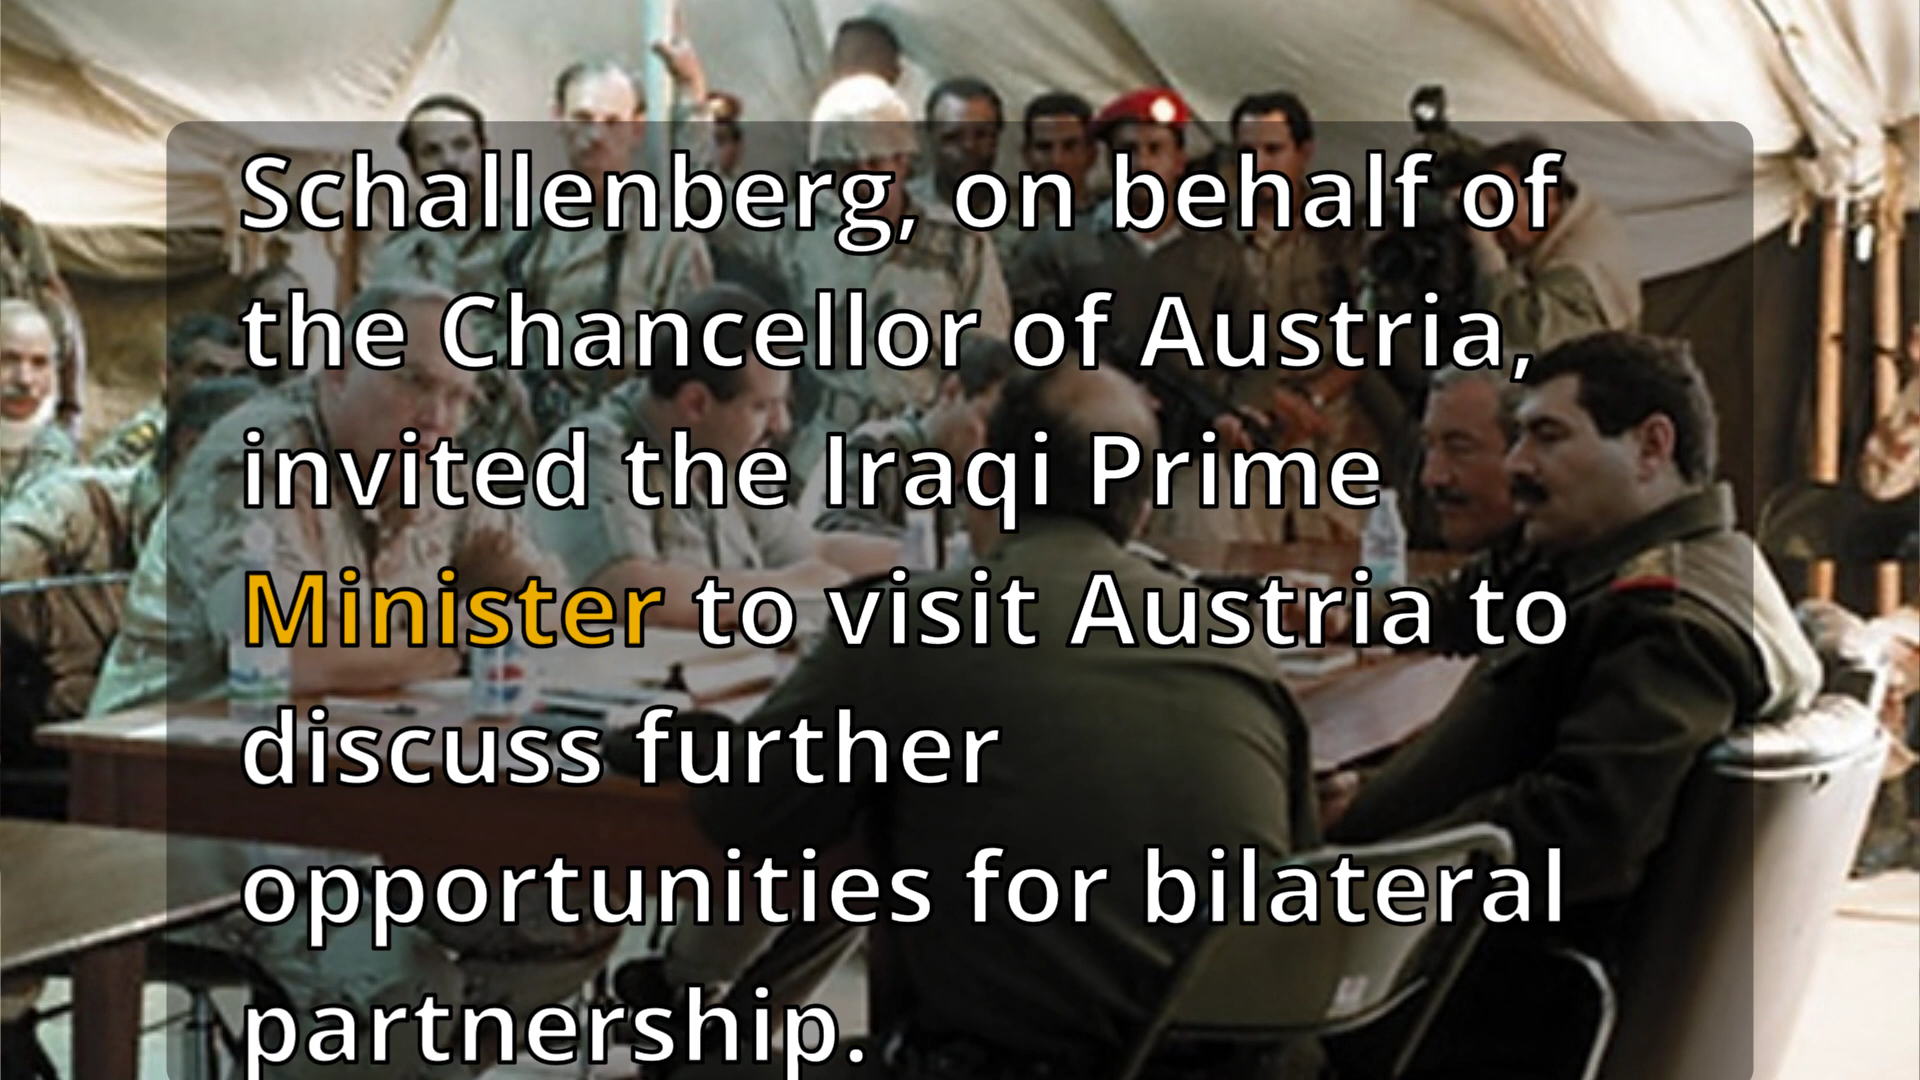 Schallenberg, on behalf of
the Chancellor of Austria,
invited the Iraqi Prime
Minister to visit Austria to
discuss further
opportunities for bilateral
partnership.